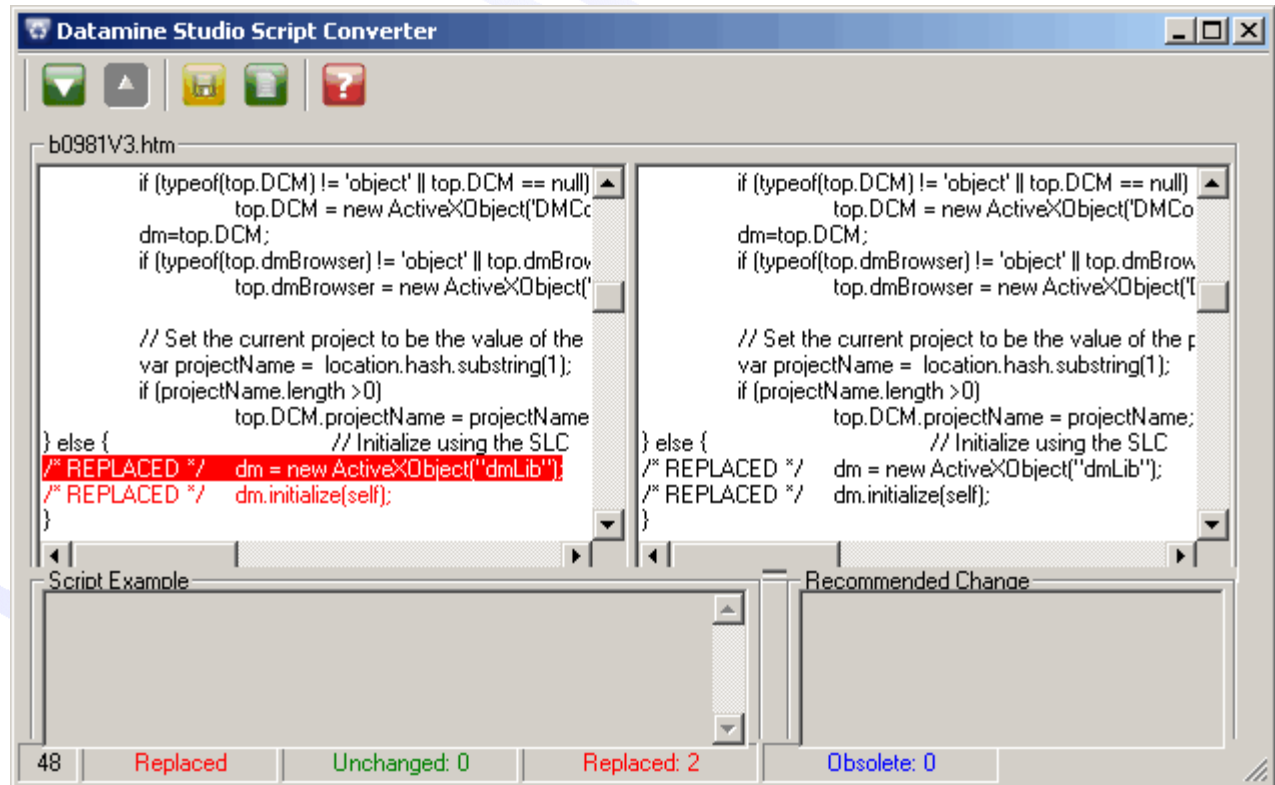 Datamine Studio Script Converter
b0981V3.htm
if (typeof(top.DCM) != 'object' || top.DCM == null)
top.DCM = new ActiveXObject('DMCc
dm=top.DCM;
if (typeof(top.dmBrowser) != 'object' || top.dmBrov
top.dmBrowser = new ActiveXObject('
// Set the current project to be the value of the
var projectName = location.hash.substring(1);
if (projectName.length >0)
top.DCM.projectName = projectName
} else { // Initialize using the SLC
/* REPLACED */ dm = new ActiveXObject("dmLib");
/* REPLACED */ dm.initialize(self);
}
if (typeof(top.DCM) != 'object' || top.DCM == null)
top.DCM = new ActiveXObject('DMCo
dm=top.DCM;
if (typeof(top.dmBrowser) != 'object' || top.dmBrow
top.dmBrowser = new ActiveXObject('D
// Set the current project to be the value of the p
var projectName = location.hash.substring(1);
if (projectName.length >0)
top.DCM.projectName = projectName;
} else { // Initialize using the SLC
/* REPLACED */ dm = new ActiveXObject("dmLib");
/* REPLACED */ dm.initialize(self);
}
Script Example
Recommended Change
48 Replaced Unchanged: 0 Replaced: 2 Obsolete: 0